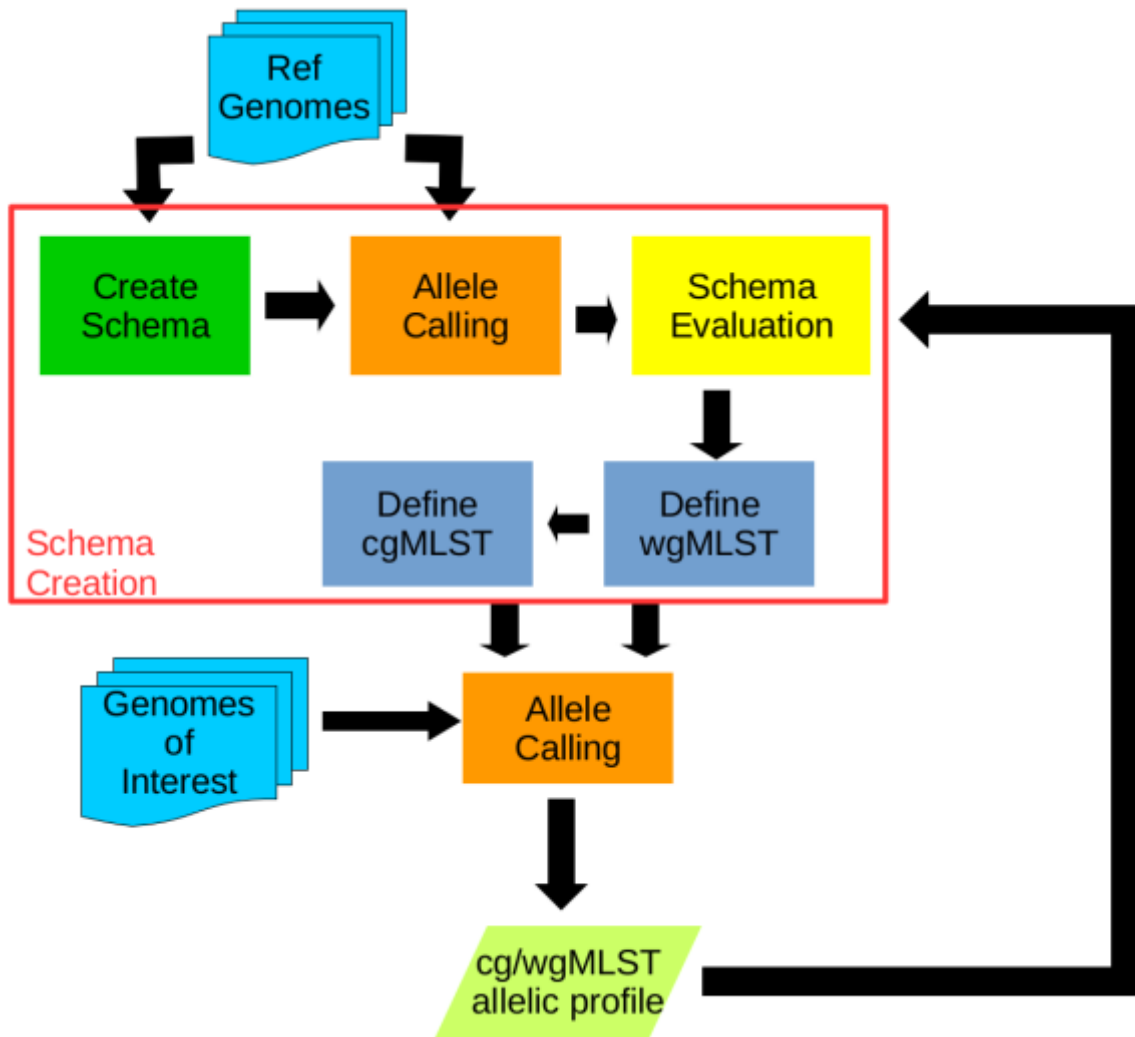 Ref
Genomes
Create
Schema
Allele
Calling
Schema
Evaluation
Define
cgMLST
Define
wgMLST
Schema
Creation
Genomes
of
Interest
Allele
Calling
cg/wgMLST
allelic profile